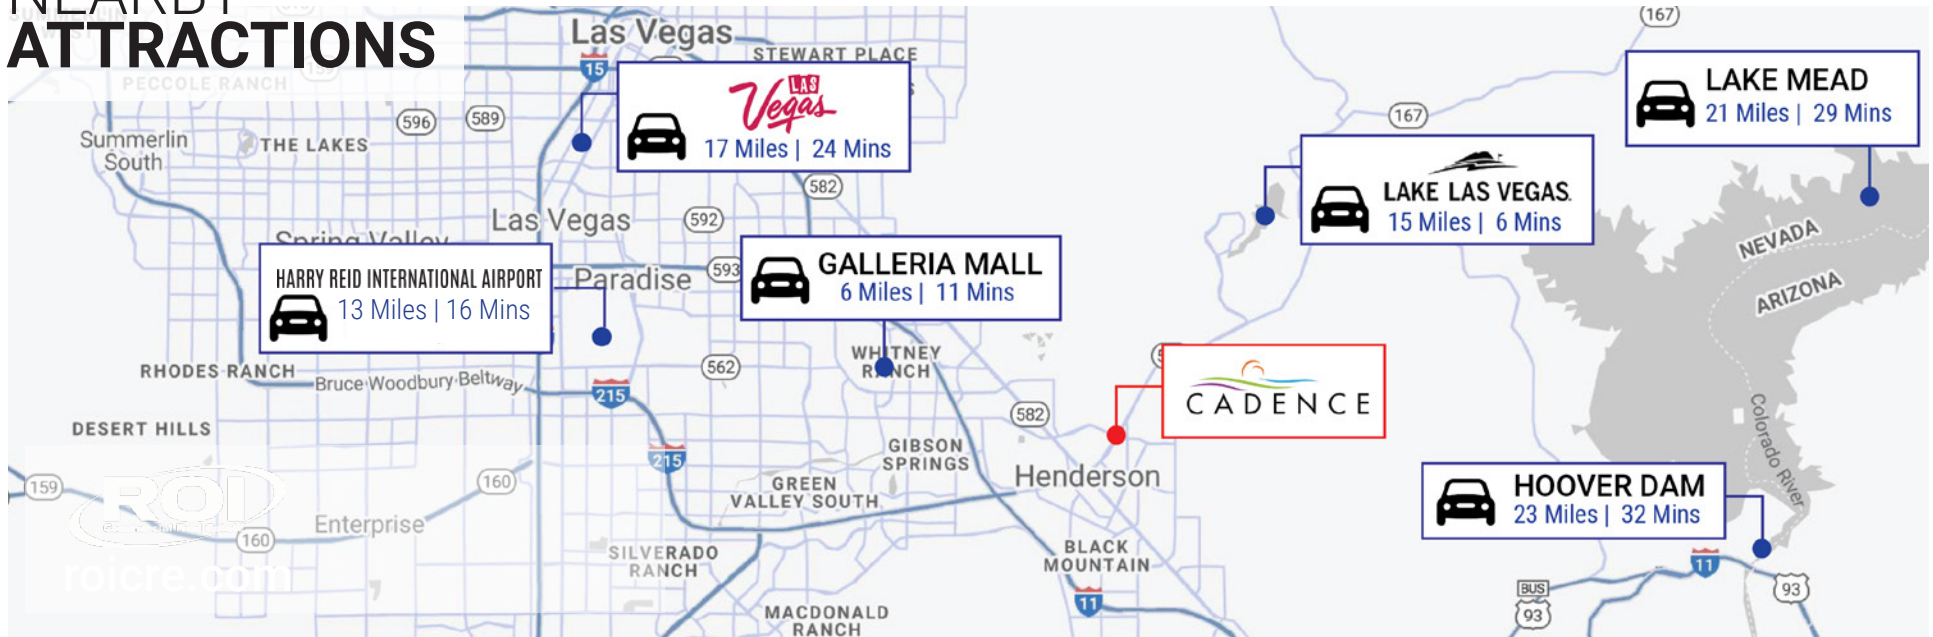 NEARBY
ATTRACTIONS
PECCOLE RANCH
159
Las Vegas
15
STEWART PLACE
LAS
Vegas
17 Miles | 24 Mins
167
LAKE MEAD
21 Miles | 29 Mins
167
596
589
Summerlin
South
THE LAKES
582
LAKE LAS VEGAS.
15 Miles | 6 Mins
Las Vegas
592
Spring Valley
NEVADA
ARIZONA
HARRY REID INTERNATIONAL AIRPORT
13 Miles | 16 Mins
Paradise
593
GALLERIA MALL
6 Miles | 11 Mins
WHITNEY
RANCH
562
RHODES RANCH
Bruce Woodbury Beltway
215
CADENCE
582
DESERT HILLS
215
GIBSON
SPRINGS
Henderson
Colorado River
159
ROI
160
GREEN
VALLEY SOUTH
HOOVER DAM
23 Miles | 32 Mins
Enterprise
160
SILVERADO
RANCH
BLACK
MOUNTAIN
roicre.com
11
11
BUS
93
93
MACDONALD
RANCH